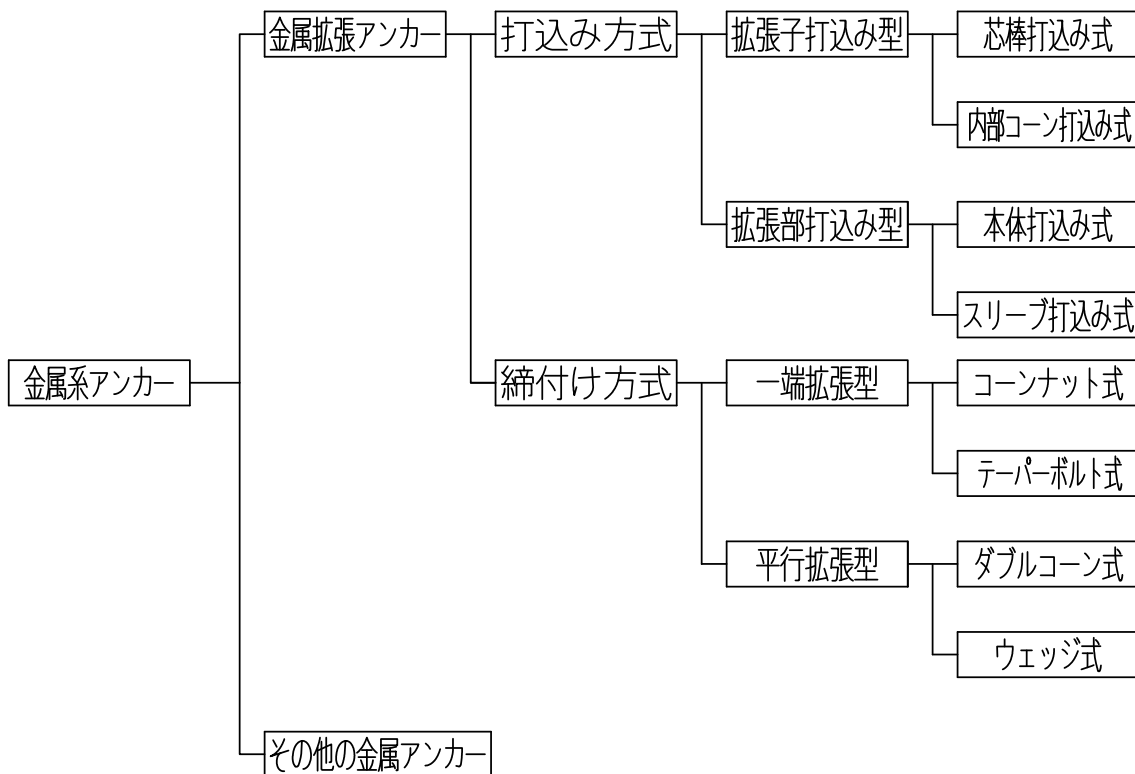 金属拡張アンカー
打込み方式
拡張子打込み型
芯棒打込み式
内部コーン打込み式
拡張部打込み型
本体打込み式
スリーブ打込み式
金属系アンカー
締付け方式
一端拡張型
コーンナット式
テーパーボルト式
平行拡張型
ダブルコーン式
ウェッジ式
その他の金属アンカー